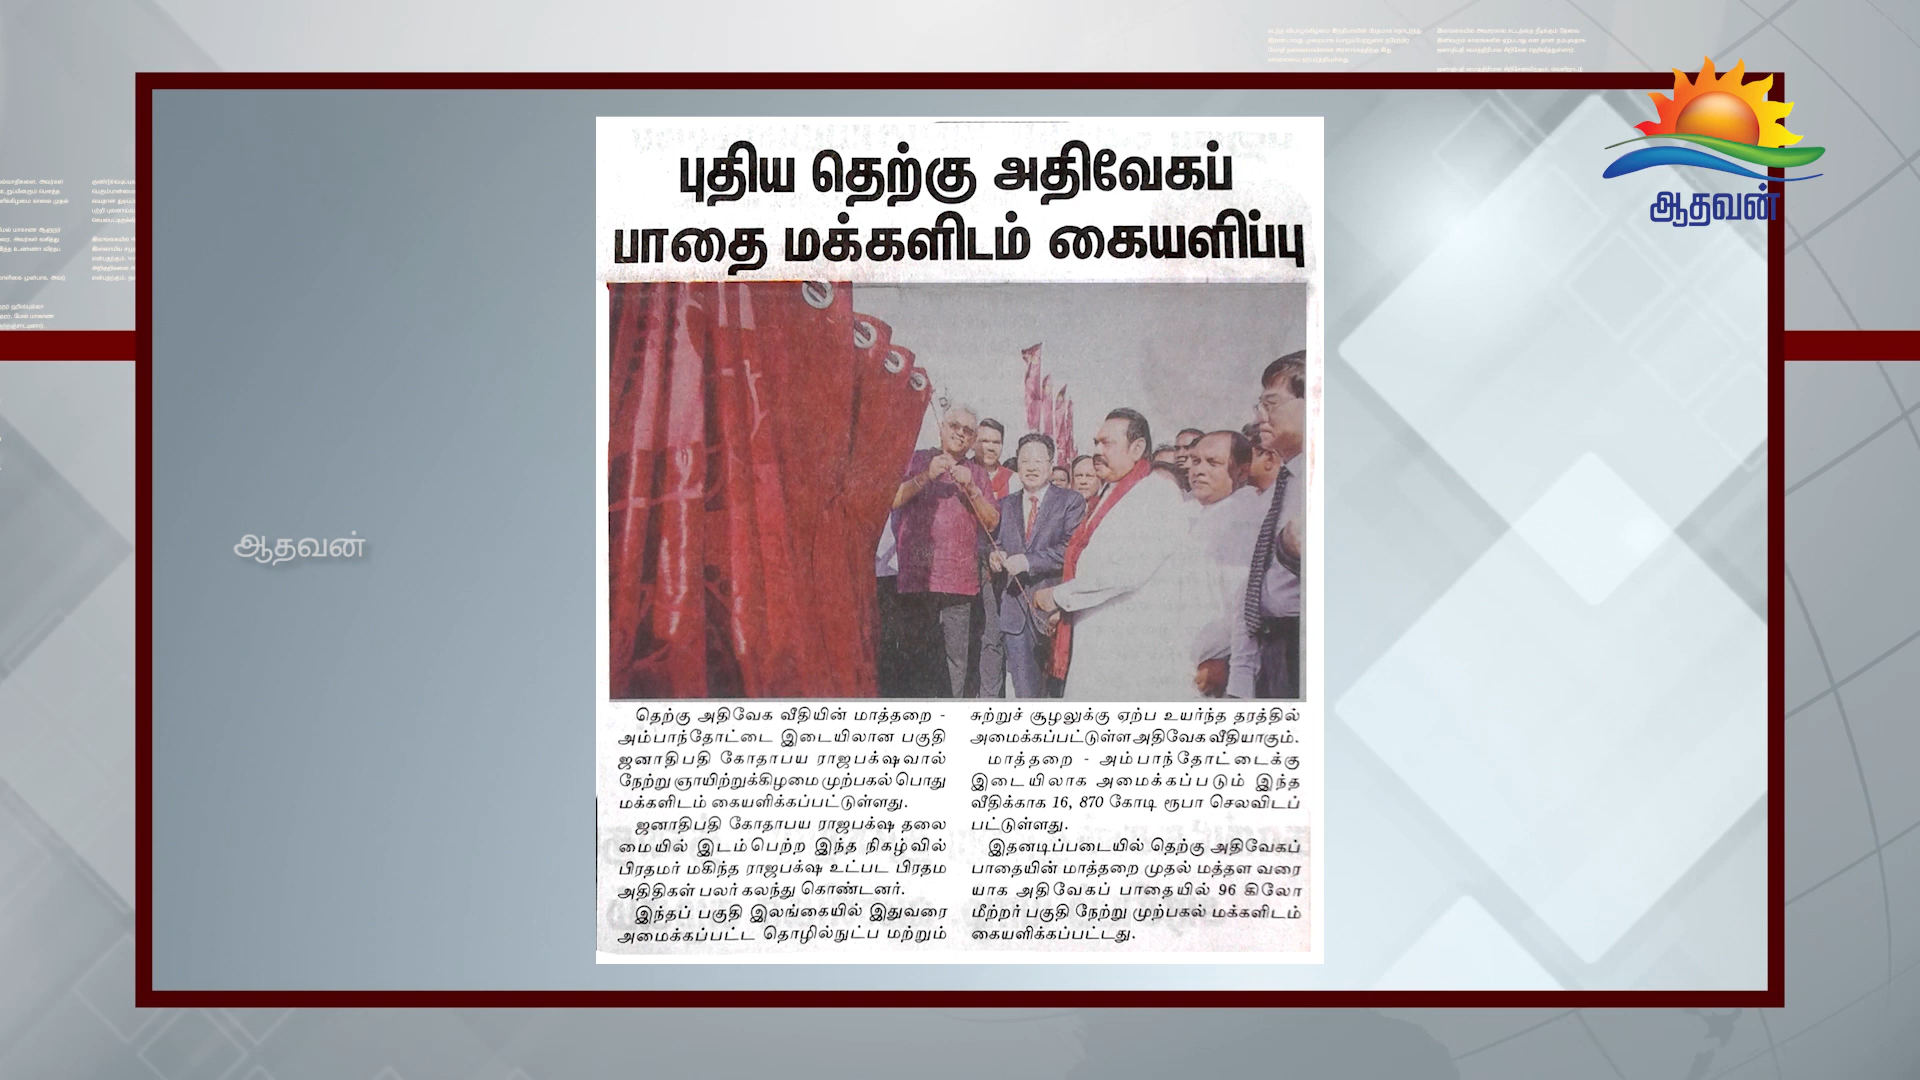 ஆதவன்
புதிய தெற்கு அதிவேகப்
பாதை மக்களிடம் கையளிப்பு
ஆதவன்
தெற்கு அதிவேக வீதியின் மாத்தறை -
அம்பாந்தோட்டை இடையிலான பகுதி
ஜனாதிபதி கோதாபய ராஜபக்ஷவால்
நேற்று ஞாயிற்றுக்கிழமை முற்பகல் பொது
மக்களிடம் கையளிக்கப்பட்டுள்ளது.
ஜனாதிபதி கோதாபய ராஜபக்ஷ தலை
மையில் இடம்பெற்ற இந்த நிகழ்வில்
பிரதமர் மகிந்த ராஜபக்ஷ உட்பட பிரதம
அதிதிகள் பலர் கலந்து கொண்டனர்.
இந்தப் பகுதி இலங்கையில் இதுவரை
அமைக்கப்பட்ட தொழில்நுட்ப மற்றும்
சுற்றுச் சூழலுக்கு ஏற்ப உயர்ந்த தரத்தில்
அமைக்கப்பட்டுள்ள அதிவேக வீதியாகும்.
மாத்தறை - அம்பாந்தோட்டைக்கு
இடையிலாக அமைக்கப்படும் இந்த
வீதிக்காக 16, 870 கோடி ரூபா செலவிடப்
பட்டுள்ளது.
இதனடிப்படையில் தெற்கு அதிவேகப்
பாதையின் மாத்தறை முதல் மத்தள வரை
யாக அதிவேகப் பாதையில் 96 கிலோ
மீற்றர் பகுதி நேற்று முற்பகல் மக்களிடம்
கையளிக்கப்பட்டது.